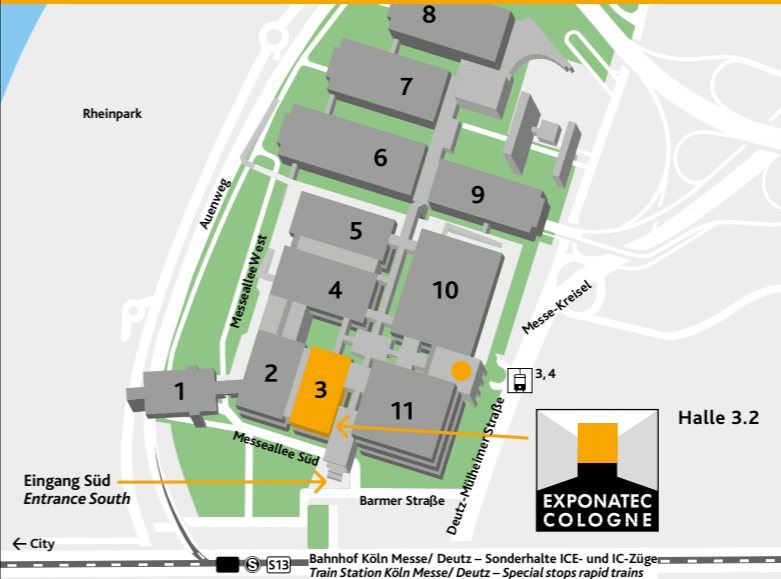 8
7
Rheinpark
6
9
Auenweg
5
Messeallee West
4
10
Messe-Kreisel
2
3
3, 4
1
11
Halle 3.2
Messeallee Süd
Deutz-Mülheimer Straße
Eingang Süd
Entrance South
Barmer Straße
EXPONATEC
COLOGNE
←City
S
S13
Bahnhof Köln Messe/ Deutz – Sonderhalte ICE- und IC-Züge
Train Station Köln Messe/ Deutz – Special stops rapid trains